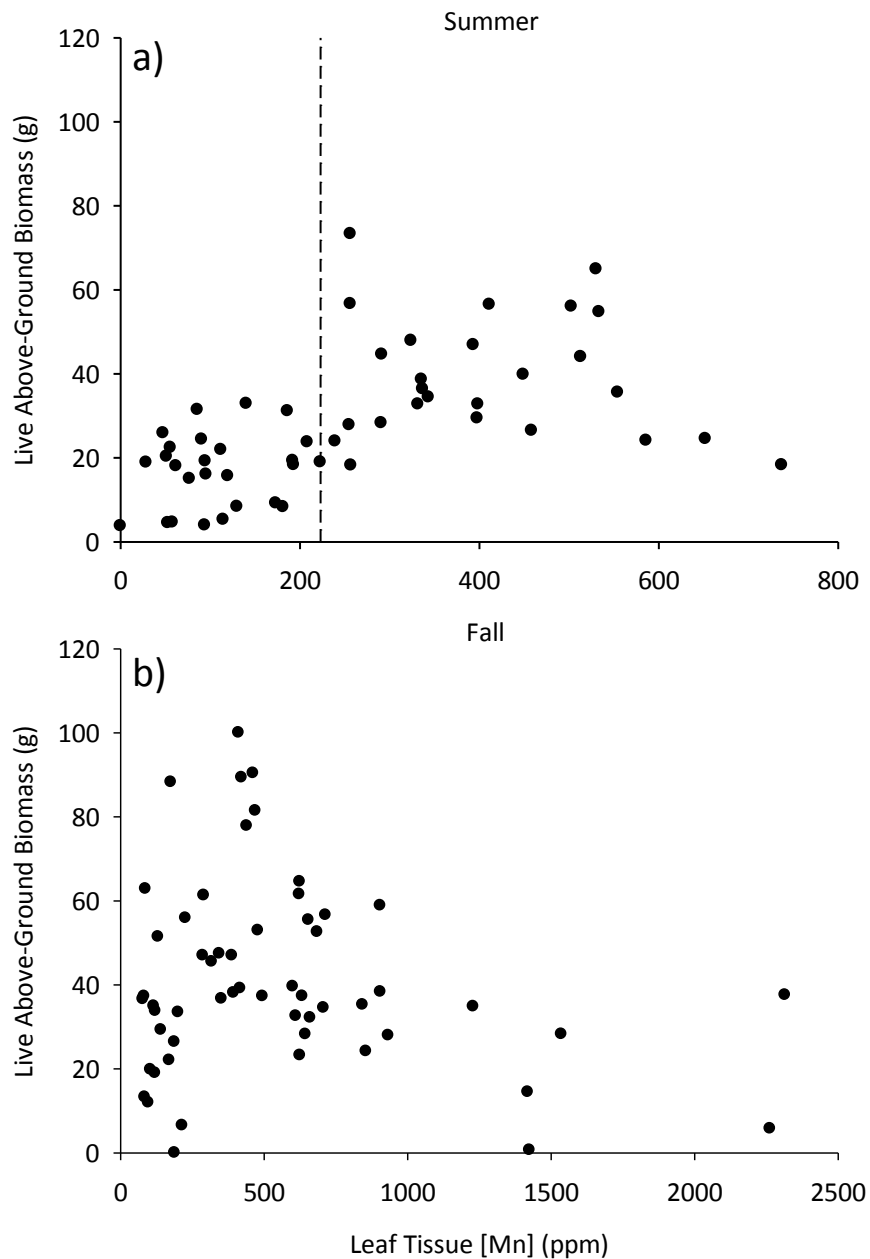 Summer
a)
Live Above-Ground Biomass (g)
120
100
80
60
40
20
0
0 200 400 600 800
Fall
b)
Live Above-Ground Biomass (g)
120
100
80
60
40
20
0
0 500 1000 1500 2000 2500
Leaf Tissue [Mn] (ppm)